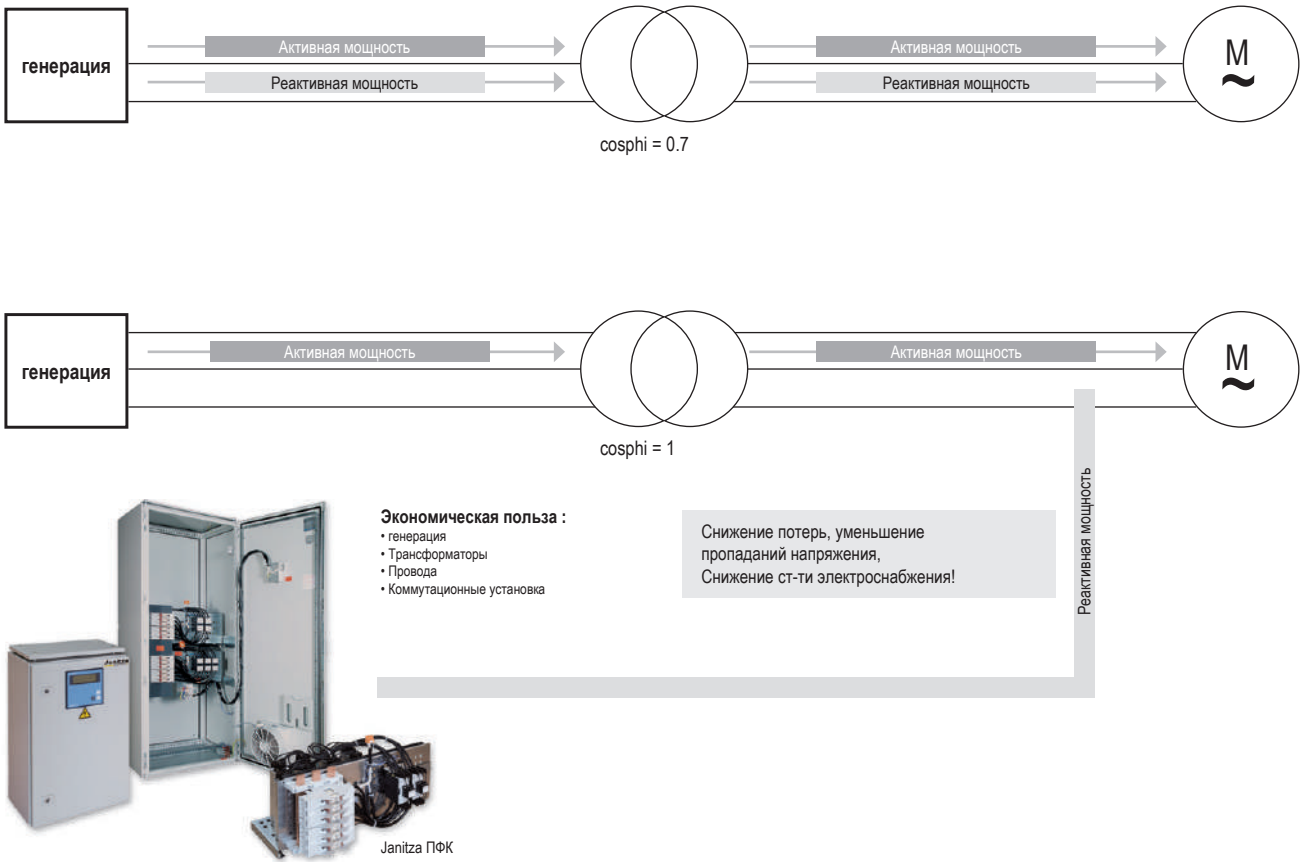 генерация
Активная мощность
Реактивная мощность
Активная мощность
Реактивная мощность
M
~
cosphi = 0.7
генерация
Активная мощность
Активная мощность
M
~
cosphi = 1
Экономическая польза :
• генерация
• Трансформаторы
• Провода
• Коммутационные установка
Снижение потерь, уменьшение
пропаданий напряжения,
Снижение ст-ти электроснабжения!
Реактивная мощность
Janitza
Janitza ПФК